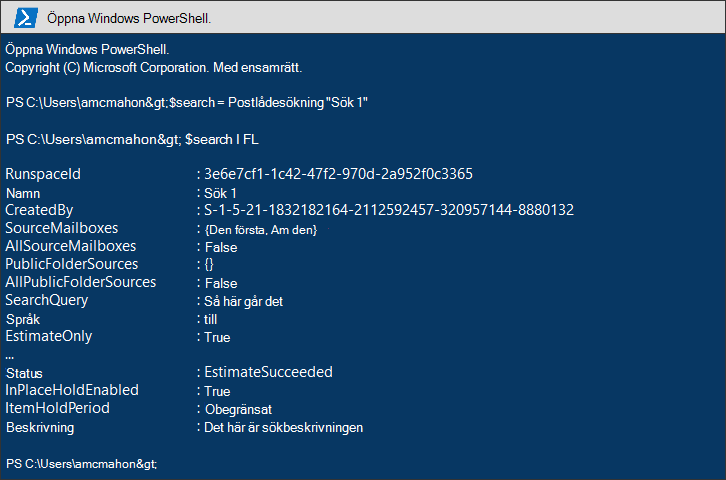 Öppna Windows PowerShell.
Öppna Windows PowerShell.
Copyright (C) Microsoft Corporation. Med ensamrätt.
PS C:\Users\amcmahon&gt;$search = Postlådesökning "Sök 1"
PS C:\Users\amcmahon&gt; $search I FL
RunspaceId : 3e6e7cf1-1c42-47f2-970d-2a952f0c3365
Namn : Sök 1
CreatedBy : S-1-5-21-1832182164-2112592457-320957144-8880132
SourceMailboxes : {Den första, Am den}
AllSourceMailboxes : False
PublicFolderSources : {}
AllPublicFolderSources : False
SearchQuery : Så här går det
Språk : till
EstimateOnly : True
...
Status : EstimateSucceeded
InPlaceHoldEnabled : True
ItemHoldPeriod : Obegränsat
Beskrivning : Det här är sökbeskrivningen
PS C:\Users\amcmahon&gt;